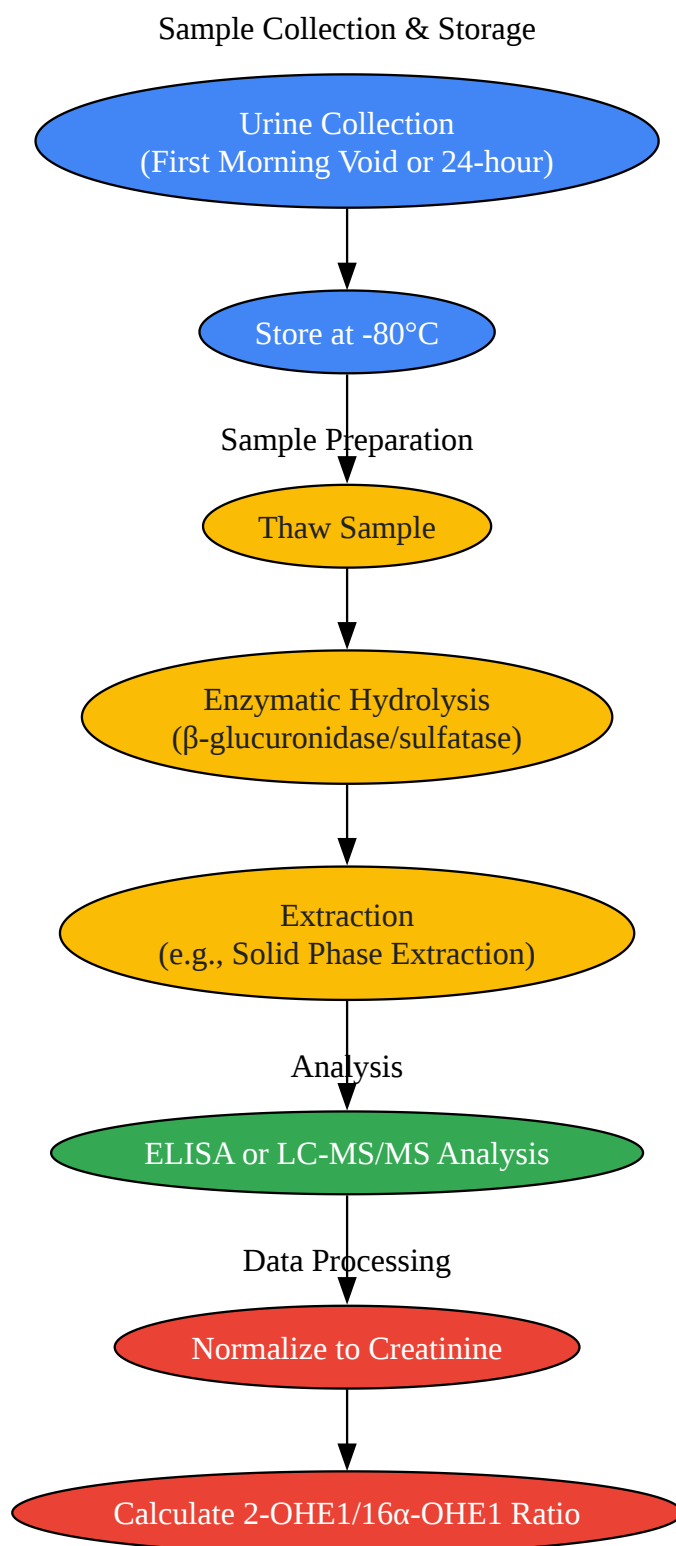 Sample Collection & Storage
Urine Collection
(First Morning Void or 24-hour)
Store at -80°C
Sample Preparation
Thaw Sample
Enzymatic Hydrolysis
(β-glucuronidase/sulfatase)
Extraction
(e.g., Solid Phase Extraction)
Analysis
ELISA or LC-MS/MS Analysis
Data Processing
Normalize to Creatinine
Calculate 2-OHE1/16α-OHE1 Ratio